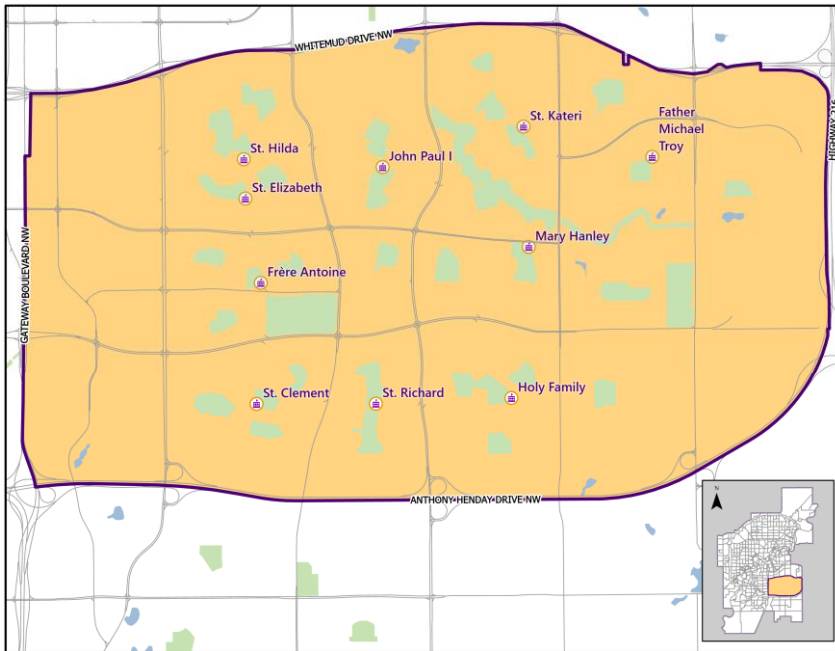 WHITEMUD DRIVE NW
St. Kateri
Father
Michael
Troy
HIGHWAY 216
St. Hilda
John Paul I
St. Elizabeth
Mary Hanley
GATEWAY BOULEVARD NW
Frère Antoine
St. Clement
St. Richard
Holy Family
ANTHONY HENDAY DRIVE NW
N